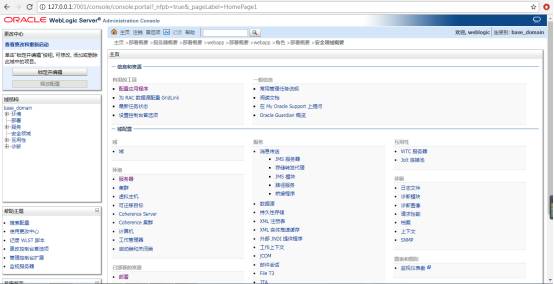 127.0.0.1:7001/console/console.portal?_nfpb=true&_pageLabel=HomePage1
ORACLE WebLogic Server® Administration Console
更改中心
查看更改和重新启动
单击"锁定并编辑"按钮, 可修改, 添加或删除
此域中的项目。
锁定并编辑
释放配置
域结构
base_domain
环境
部署
服务
安全领域
互用性
诊断
帮助主题
搜索配置
使用更改中心
记录 WLST 脚本
更改控制台首选项
管理控制台扩展
监视服务器
主页 注销 首选项 记录 帮助
欢迎, weblogic 连接到: base_domain
主页 >部署概要 >服务器概要 >部署概要 >webapp >部署概要 >webapp >角色 >部署概要 >安全领域概要
主页
信息和资源
有用的工具
配置应用程序
为 RAC 数据源配置 GridLink
最新任务状态
设置控制台首选项
一般信息
常用管理任务说明
阅读文档
在 My Oracle Support 上提问
Oracle Guardian 概述
域配置
域
域
环境
服务器
集群
虚拟主机
可迁移目标
Coherence Server
Coherence 集群
计算机
工作管理器
启动类和关闭类
已部署的资源
部署
服务
消息传送
JMS 服务器
存储转发代理
JMS 模块
路径服务
桥接程序
数据源
持久性存储
XML 注册表
XML 实体高速缓存
外部 JNDI 提供程序
工作上下文
jCOM
邮件会话
File T3
JTA
互用性
WTC 服务器
Jolt 连接池
诊断
日志文件
诊断模块
诊断图像
请求性能
档案
上下文
SNMP
图表和图形
监视仪表板